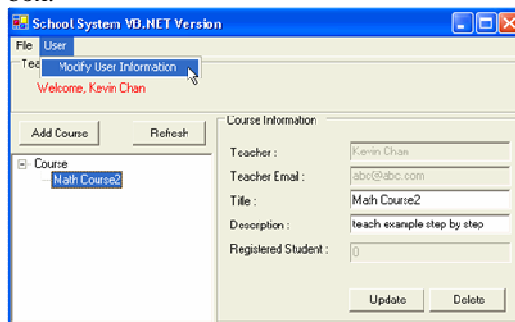 School System VB.NET Version
File User
Modify User Information
Welcome, Kevin Chan
Add Course Refresh
Course
Math Course2
Course Information
Teacher : Kevin Chan
Teacher Email : abc@abc.com
Title : Math Course2
Description : teach example step by step
Registered Student : 0
Update Delete